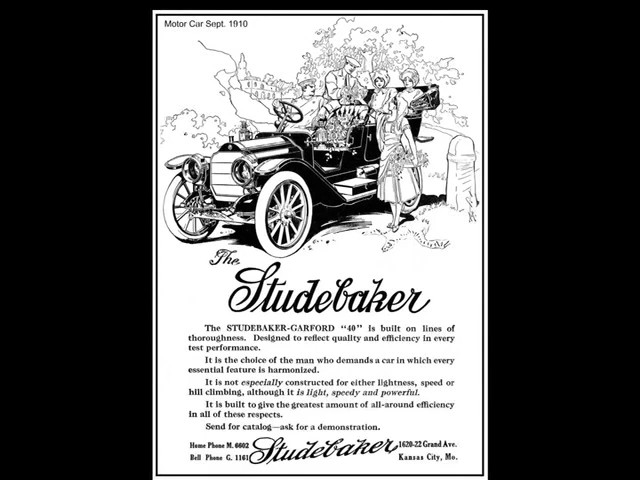 Motor Car Sept. 1910
The
Studebaker
The STUDEBAKER-GARFORD "40" is built on lines of
thoroughness. Designed to reflect quality and efficiency in every
test performance.
It is the choice of the man who demands a car in which every
essential feature is harmonized.
It is not especially constructed for either lightness, speed or
hill climbing, although it is light, speedy and powerful.
It is built to give the greatest amount of all-around efficiency
in all of these respects.
Send for catalog—ask for a demonstration.
Home Phone M. 6602
Bell Phone G. 1161
Studebaker
1620-22 Grand Ave.
Kansas City, Mo.